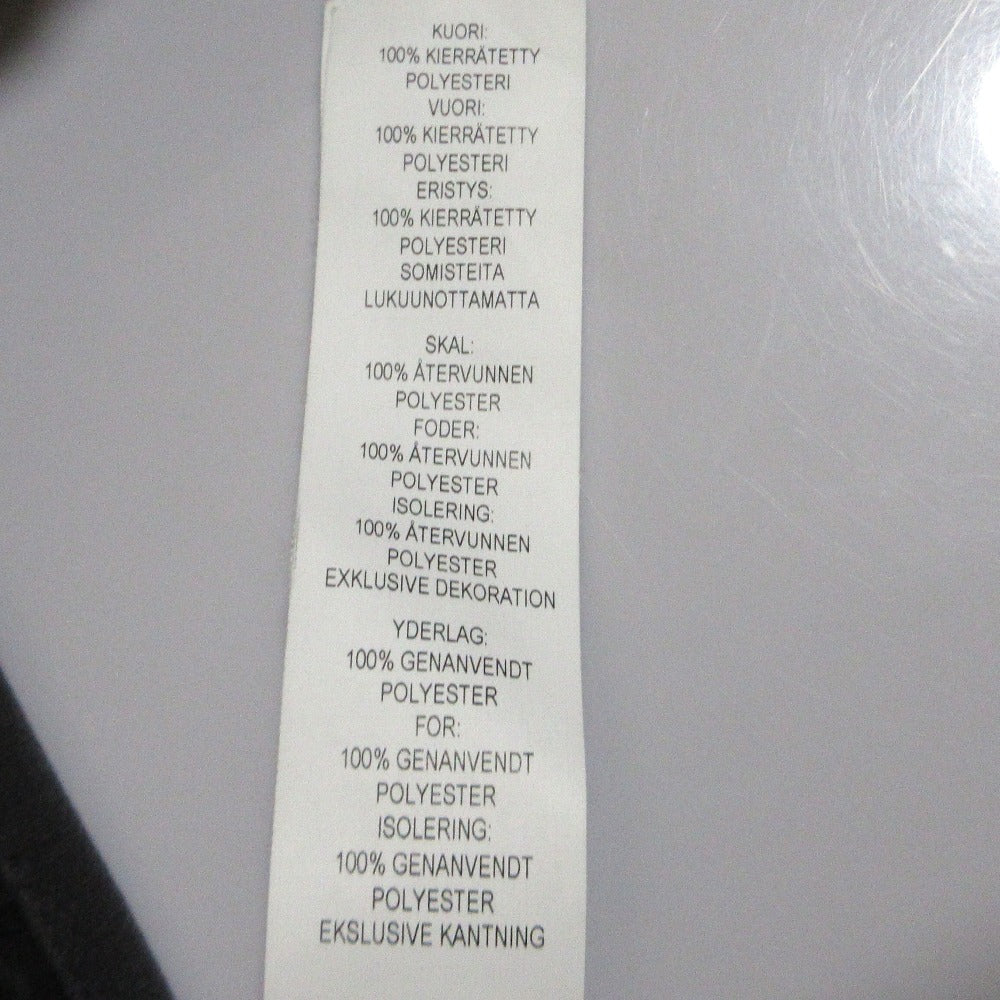 KUORI:
100% KIERRÄTETTY
POLYESTERI
VUORI:
100% KIERRÄTETTY
POLYESTERI
ERISTYS:
100% KIERRÄTETTY
POLYESTERI
SOMISTEITA
LUKUUNOTTAMATTA
SKAL:
100% ÅTERVUNNEN
POLYESTER
FODER:
100% ÅTERVUNNEN
POLYESTER
ISOLERING:
100% ÅTERVUNNEN
POLYESTER
EXKLUSIVE DEKORATION
YDERLAG:
100% GENANVENDT
POLYESTER
FOR:
100% GENANVENDT
POLYESTER
ISOLERING:
100% GENANVENDT
POLYESTER
EKSLUSIVE KANTNING